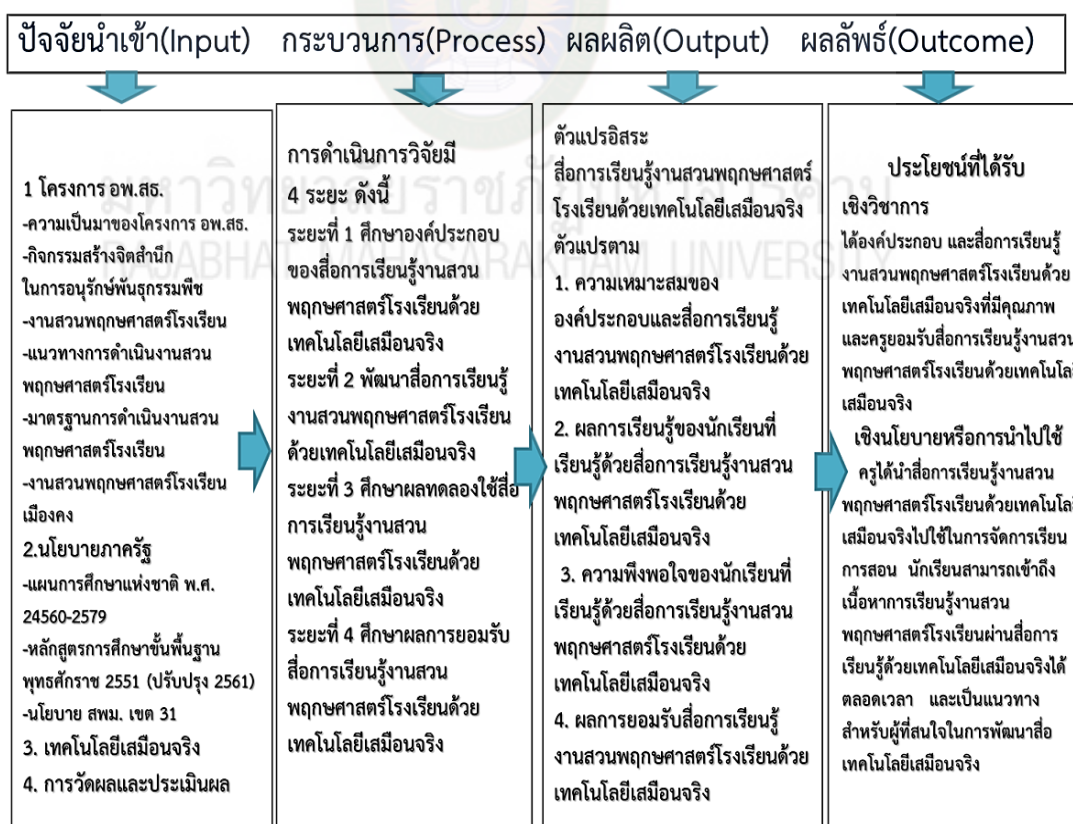 ปัจจัยนำเข้า(Input) กระบวนการ(Process) ผลผลิต(Output) ผลลัพธ์(Outcome)
1 โครงการ อพ.สธ.
-ความเป็นมาของโครงการ อพ.สธ.
-กิจกรรมสร้างจิตสำนึก
ในการอนุรักษ์พันธุกรรมพืช
-งานสวนพฤกษศาสตร์โรงเรียน
-แนวทางการดำเนินงานสวน
พฤกษศาสตร์โรงเรียน
-มาตรฐานการดำเนินงานสวน
พฤกษศาสตร์โรงเรียน
-งานสวนพฤกษศาสตร์โรงเรียน
เมืองคง
2.นโยบายภาครัฐ
-แผนการศึกษาแห่งชาติ พ.ศ.
24560-2579
-หลักสูตรการศึกษาขั้นพื้นฐาน
พุทธศักราช 2551 (ปรับปรุง 2561)
-นโยบาย สพม. เขต 31
3. เทคโนโลยีเสมือนจริง
4. การวัดผลและประเมินผล
การดำเนินการวิจัยมี
4 ระยะ ดังนี้
ระยะที่ 1 ศึกษาองค์ประกอบ
ของสื่อการเรียนรู้งานสวน
พฤกษศาสตร์โรงเรียนด้วย
เทคโนโลยีเสมือนจริง
ระยะที่ 2 พัฒนาสื่อการเรียนรู้
งานสวนพฤกษศาสตร์โรงเรียน
ด้วยเทคโนโลยีเสมือนจริง
ระยะที่ 3 ศึกษาผลทดลองใช้สื่อ
การเรียนรู้งานสวน
พฤกษศาสตร์โรงเรียนด้วย
เทคโนโลยีเสมือนจริง
ระยะที่ 4 ศึกษาผลการยอมรับ
สื่อการเรียนรู้งานสวน
พฤกษศาสตร์โรงเรียนด้วย
เทคโนโลยีเสมือนจริง
ตัวแปรอิสระ
สื่อการเรียนรู้งานสวนพฤกษศาสตร์
โรงเรียนด้วยเทคโนโลยีเสมือนจริง
ตัวแปรตาม
1. ความเหมาะสมของ
องค์ประกอบและสื่อการเรียนรู้
งานสวนพฤกษศาสตร์โรงเรียนด้วย
เทคโนโลยีเสมือนจริง
2. ผลการเรียนรู้ของนักเรียนที่
เรียนรู้ด้วยสื่อการเรียนรู้งานสวน
พฤกษศาสตร์โรงเรียนด้วย
เทคโนโลยีเสมือนจริง
3. ความพึงพอใจของนักเรียนที่
เรียนรู้ด้วยสื่อการเรียนรู้งานสวน
พฤกษศาสตร์โรงเรียนด้วย
เทคโนโลยีเสมือนจริง
4. ผลการยอมรับสื่อการเรียนรู้
งานสวนพฤกษศาสตร์โรงเรียนด้วย
เทคโนโลยีเสมือนจริง
ประโยชน์ที่ได้รับ
เชิงวิชาการ
ได้องค์ประกอบ และสื่อการเรียนรู้
งานสวนพฤกษศาสตร์โรงเรียนด้วย
เทคโนโลยีเสมือนจริงที่มีคุณภาพ
และครูยอมรับสื่อการเรียนรู้งานสวน
พฤกษศาสตร์โรงเรียนด้วยเทคโนโลยี
เสมือนจริง
เชิงนโยบายหรือการนำไปใช้
ครูได้นำสื่อการเรียนรู้งานสวน
พฤกษศาสตร์โรงเรียนด้วยเทคโนโลยี
เสมือนจริงไปใช้ในการจัดการเรียน
การสอน นักเรียนสามารถเข้าถึง
เนื้อหาการเรียนรู้งานสวน
พฤกษศาสตร์โรงเรียนผ่านสื่อการ
เรียนรู้ด้วยเทคโนโลยีเสมือนจริงได้
ตลอดเวลา และเป็นแนวทาง
สำหรับผู้ที่สนใจในการพัฒนาสื่อ
เทคโนโลยีเสมือนจริง
มหาวิทยาลัยราชภัฏมหาสารคาม
RAJABHAT MAHASARAKHAM UNIVERSITY